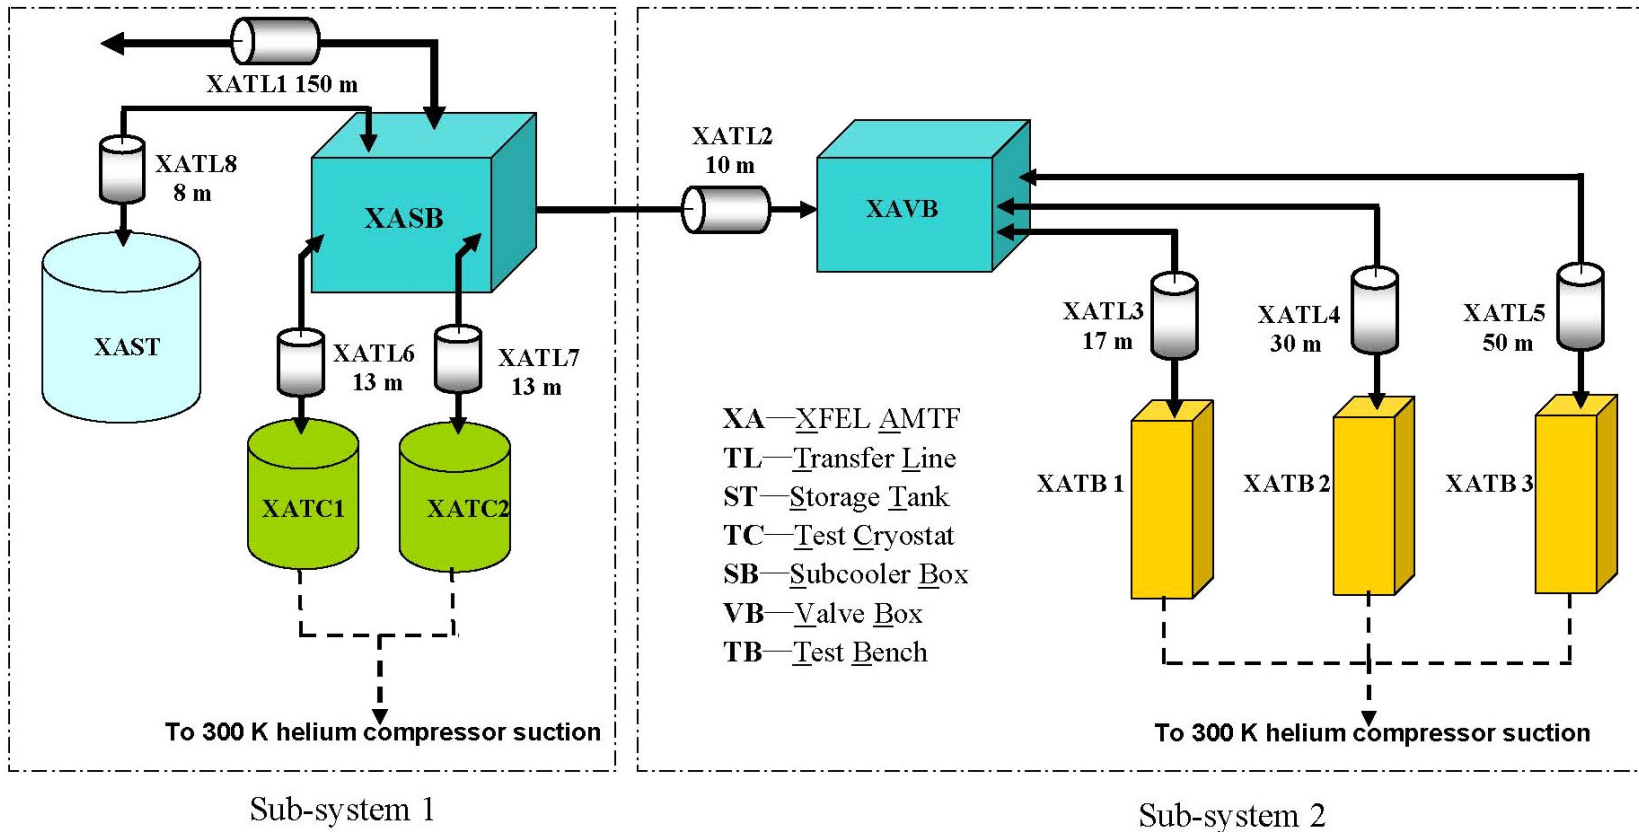 XATL1 150 m
XATL8
8 m
XASB
XAST
XATL6
13 m
XATL7
13 m
XATC1
XATC2
To 300 K helium compressor suction
Sub-system 1
XATL2
10 m
XAVB
XATL3
17 m
XATL4
30 m
XATL5
50 m
XA—XFEL AMTF
TL—Transfer Line
ST—Storage Tank
TC—Test Cryostat
SB—Subcooler Box
VB—Valve Box
TB—Test Bench
XATB 1
XATB 2
XATB 3
To 300 K helium compressor suction
Sub-system 2